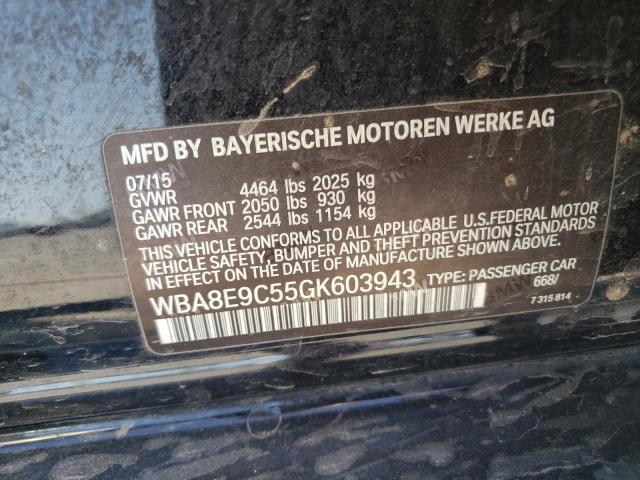 MFD BY BAYERISCHE MOTOREN WERKE AG
07/15
GVWR 4464 lbs 2025 kg
GAWR FRONT 2050 lbs 930 kg
GAWR REAR 2544 lbs 1154 kg
THIS VEHICLE CONFORMS TO ALL APPLICABLE U.S.FEDERAL MOTOR
VEHICLE SAFETY, BUMPER AND THEFT PREVENTION STANDARDS
IN EFFECT ON THE DATE OF MANUFACTURE SHOWN ABOVE.
WBA8E9C55GK603943 TYPE: PASSENGER CAR
668/
7 315 814